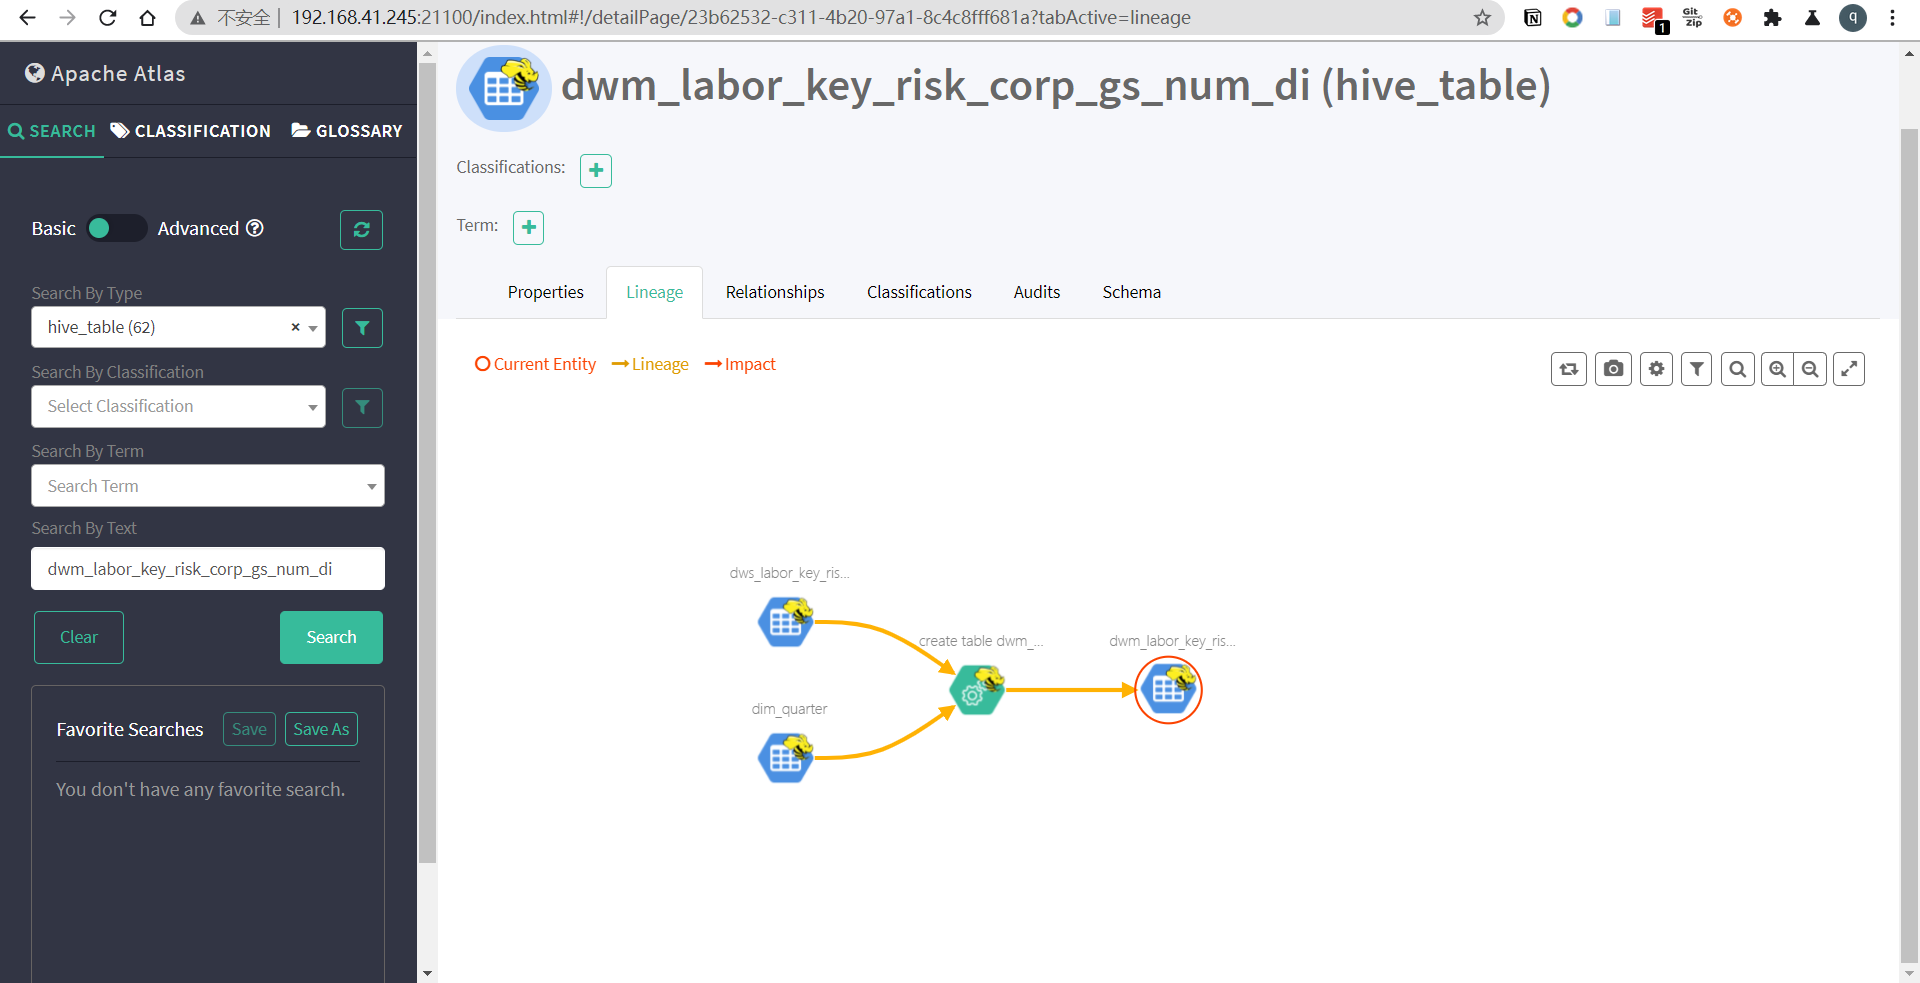 不安全 192.168.41.245:21100/index.html#!/detailPage/23b62532-c311-4b20-97a1-8c4c8fff681a?tabActive=lineage
Git
Zip
1
q
Apache Atlas
SEARCH CLASSIFICATION GLOSSARY
Basic Advanced
Search By Type
hive_table (62) ×
Search By Classification
Select Classification
Search By Term
Search Term
Search By Text
dwm_labor_key_risk_corp_gs_num_di
Clear Search
Favorite Searches Save Save As
You don't have any favorite search.
dwm_labor_key_risk_corp_gs_num_di (hive_table)
Classifications: +
Term: +
Properties Lineage Relationships Classifications Audits Schema
Current Entity Lineage Impact
dws_labor_key_ris...
create table dwm_...
dwm_labor_key_ris...
dim_quarter